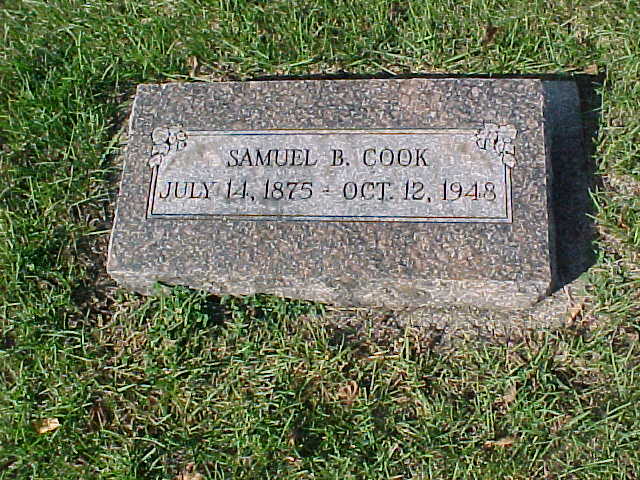 SAMUEL B. COOK
JULY 14, 1875 - OCT. 12, 1948